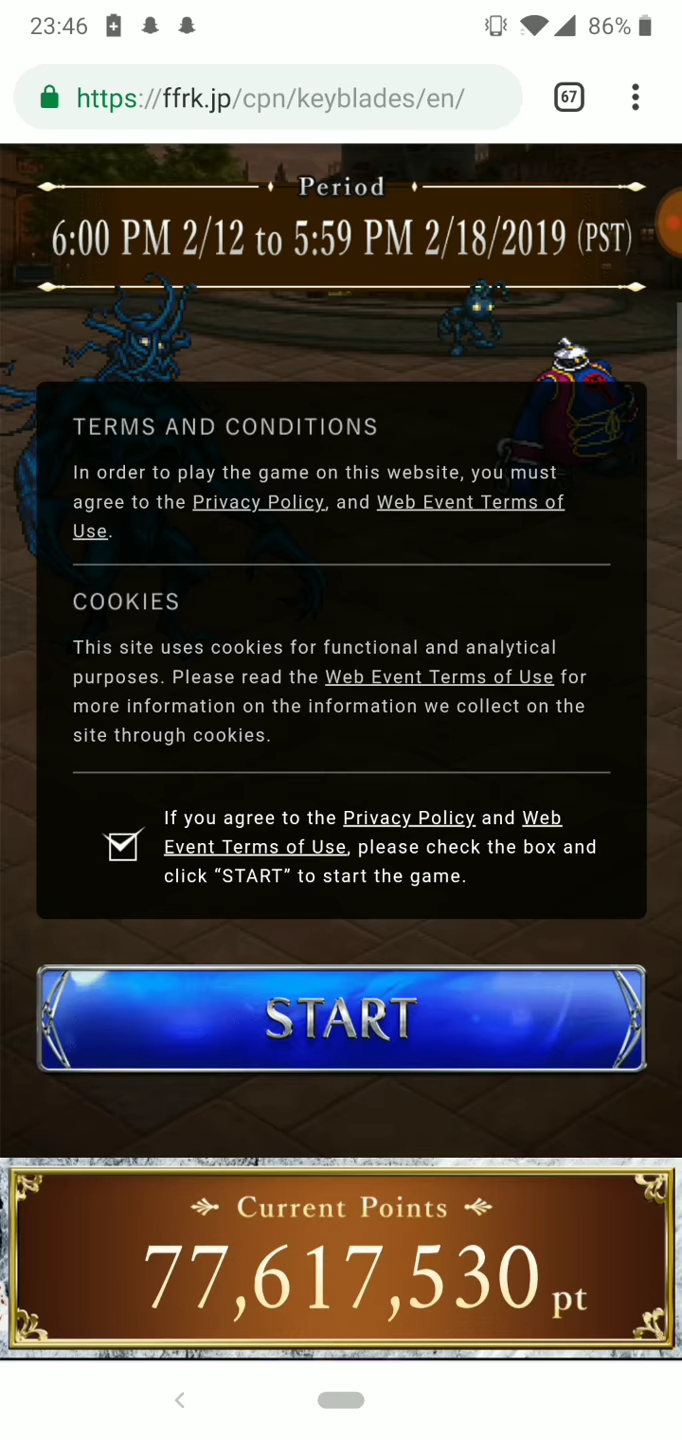 23:46
86%
https://ffrk.jp/cpn/keyblades/en/
67
Period
6:00 PM 2/12 to 5:59 PM 2/18/2019 (PST)
TERMS AND CONDITIONS
In order to play the game on this website, you must
agree to the Privacy Policy, and Web Event Terms of
Use.
COOKIES
This site uses cookies for functional and analytical
purposes. Please read the Web Event Terms of Use for
more information on the information we collect on the
site through cookies.
If you agree to the Privacy Policy and Web
Event Terms of Use, please check the box and
click “START” to start the game.
START
Current Points
77,617,530 pt